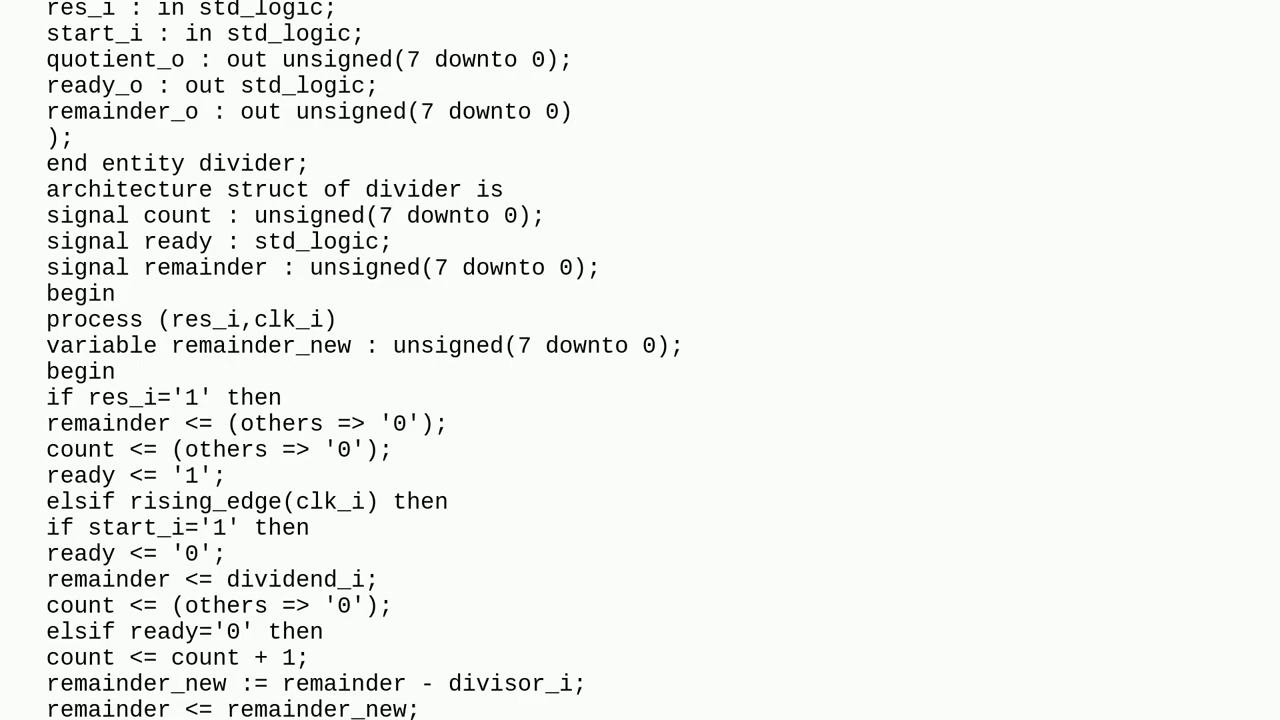 res_i : in std_logic;
start_i : in std_logic;
quotient_o : out unsigned(7 downto 0);
ready_o : out std_logic;
remainder_o : out unsigned(7 downto 0)
);
end entity divider;
architecture struct of divider is
signal count : unsigned(7 downto 0);
signal ready : std_logic;
signal remainder : unsigned(7 downto 0);
begin
process (res_i,clk_i)
variable remainder_new : unsigned(7 downto 0);
begin
if res_i='1' then
remainder <= (others => '0');
count <= (others => '0');
ready <= '1';
elsif rising_edge(clk_i) then
if start_i='1' then
ready <= '0';
remainder <= dividend_i;
count <= (others => '0');
elsif ready='0' then
count <= count + 1;
remainder_new := remainder - divisor_i;
remainder <= remainder_new;